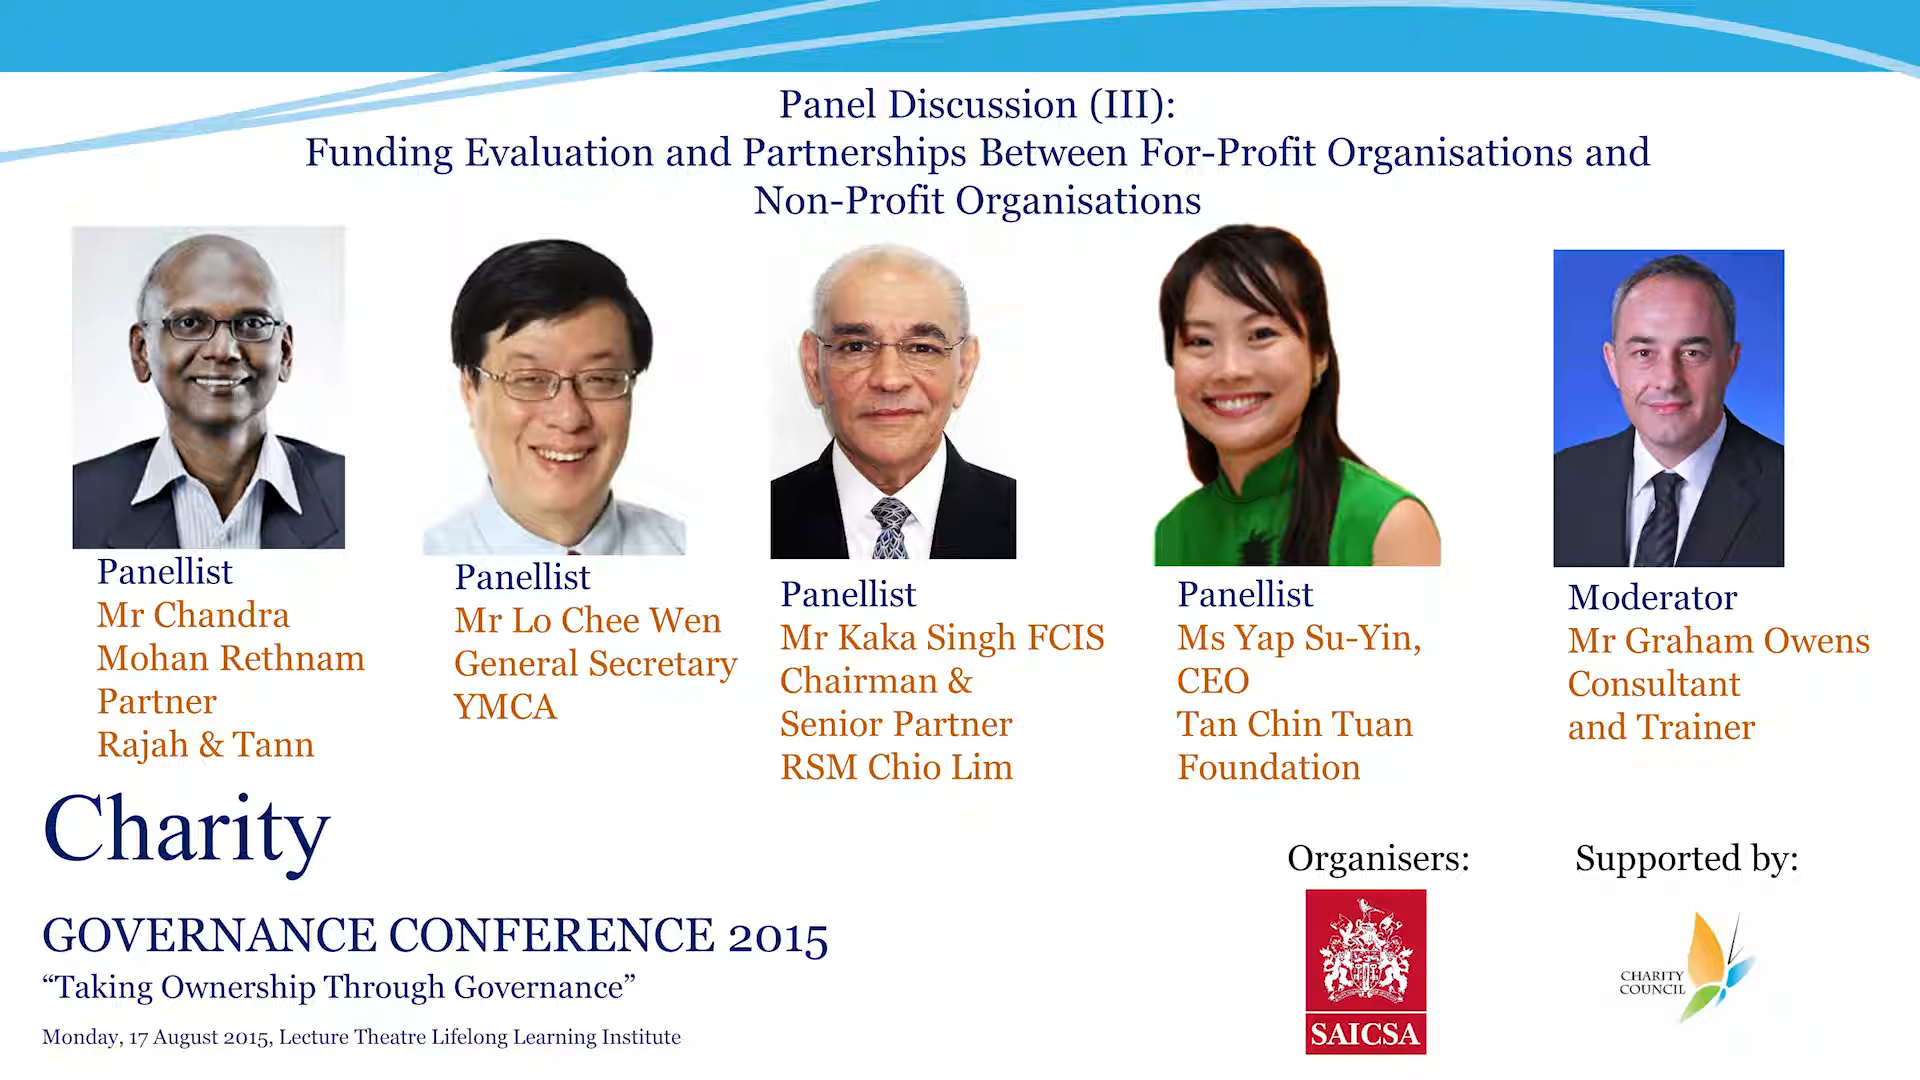 Panel Discussion (III):
Funding Evaluation and Partnerships Between For-Profit Organisations and
Non-Profit Organisations
Panellist
Mr Chandra
Mohan Rethnam
Partner
Rajah & Tann
Panellist
Mr Lo Chee Wen
General Secretary
YMCA
Panellist
Mr Kaka Singh FCIS
Chairman &
Senior Partner
RSM Chio Lim
Panellist
Ms Yap Su-Yin,
CEO
Tan Chin Tuan
Foundation
Moderator
Mr Graham Owens
Consultant
and Trainer
Charity
GOVERNANCE CONFERENCE 2015
“Taking Ownership Through Governance”
Monday, 17 August 2015, Lecture Theatre Lifelong Learning Institute
Organisers:
SAICSA
Supported by:
CHARITY
COUNCIL